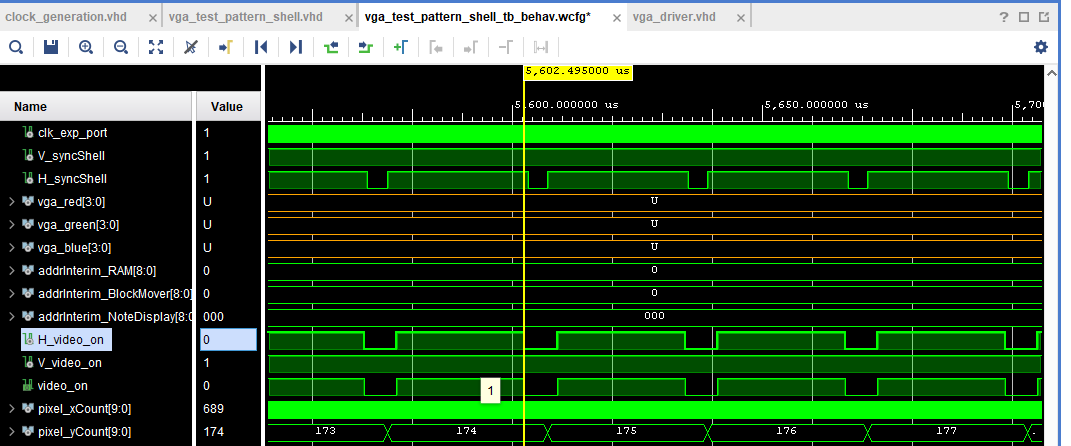 clock_generation.vhd × vga_test_pattern_shell.vhd × vga_test_pattern_shell_tb_behav.wcfg* × vga_driver.vhd ×
5,602.495000 us
Name Value
5,600.000000 us 5,650.000000 us 5,700
clk_exp_port 1
V_syncShell 1
H_syncShell 1
vga_red[3:0] U U
vga_green[3:0] U U
vga_blue[3:0] U U
addrInterim_RAM[8:0] 0 0
addrInterim_BlockMover[8:0] 0 0
addrInterim_NoteDisplay[8:0 000 000
H_video_on 0
V_video_on 1
video_on 0 1
pixel_xCount[9:0] 689
pixel_yCount[9:0] 174 173 174 175 176 177